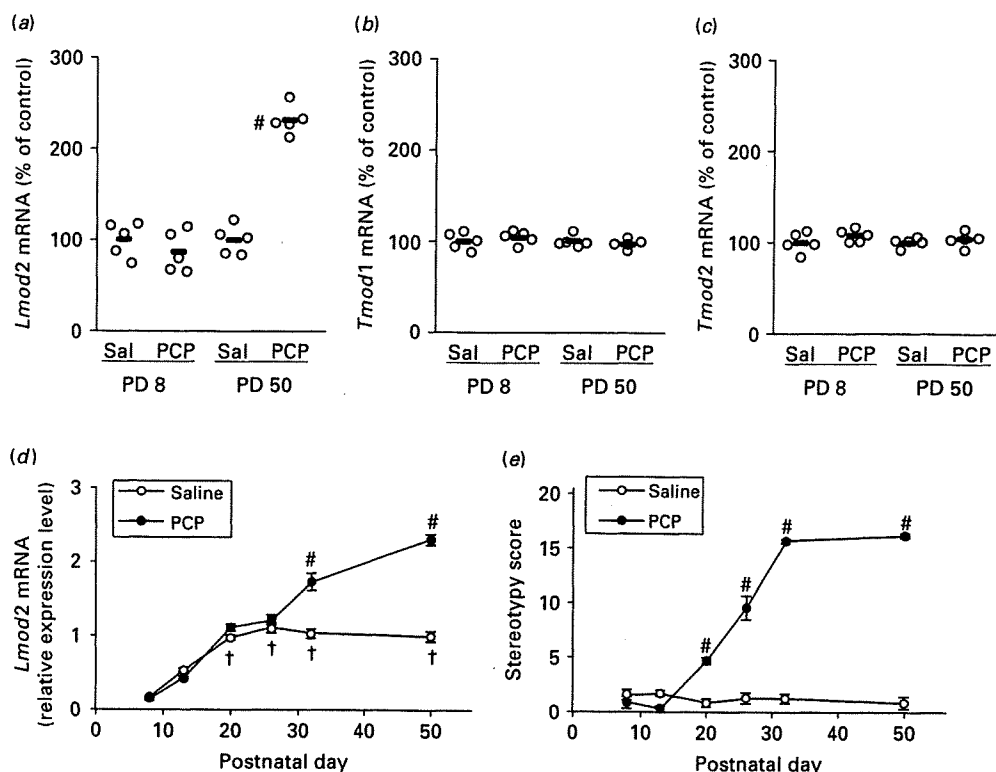 (a)
Lmod2 mRNA (% of control)
300
200
100
0
#
Sal PCP Sal PCP
PD 8 PD 50
(b)
Tmod1 mRNA (% of control)
300
200
100
0
Sal PCP Sal PCP
PD 8 PD 50
(c)
Tmod2 mRNA (% of control)
300
200
100
0
Sal PCP Sal PCP
PD 8 PD 50
(d)
Lmod2 mRNA
(relative expression level)
3
2
1
0
Saline
PCP
# #
† † † †
0 10 20 30 40 50
Postnatal day
(e)
Stereotypy score
20
15
10
5
0
Saline
PCP
# # # #
0 10 20 30 40 50
Postnatal day